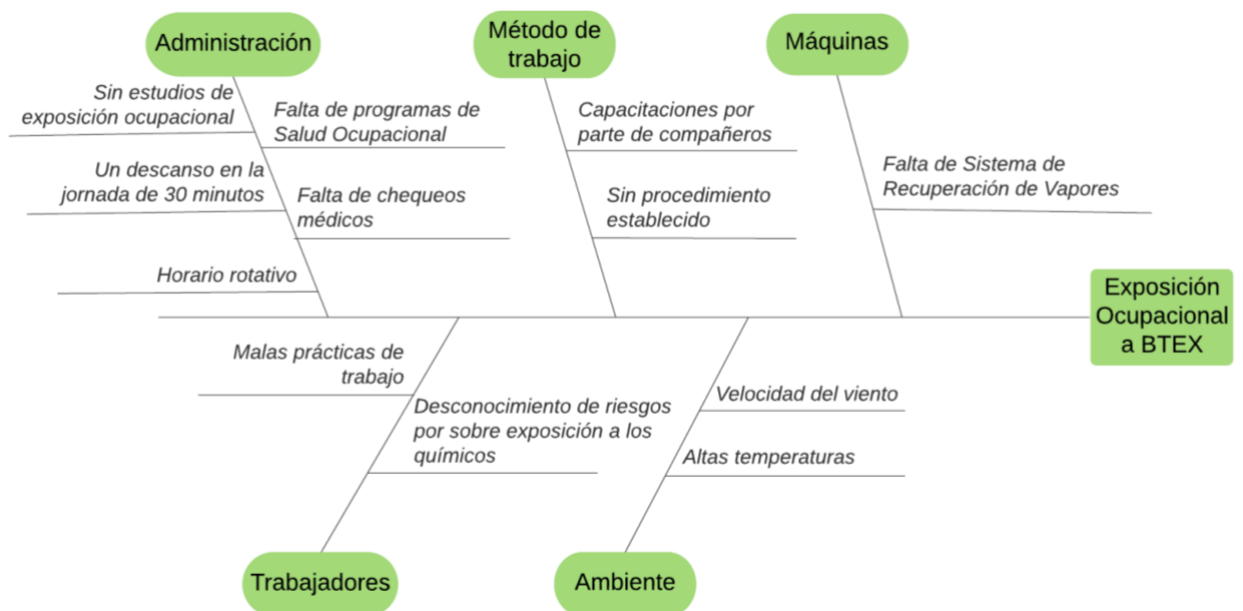 Administración
Método de
trabajo
Máquinas
Sin estudios de
exposición ocupacional
Falta de programas de
Salud Ocupacional
Un descanso en la
jornada de 30 minutos
Falta de chequeos
médicos
Horario rotativo
Capacitaciones por
parte de compañeros
Sin procedimiento
establecido
Falta de Sistema de
Recuperación de Vapores
Exposición
Ocupacional
a BTEX
Malas prácticas de
trabajo
Desconocimiento de riesgos
por sobre exposición a los
químicos
Velocidad del viento
Altas temperaturas
Trabajadores
Ambiente